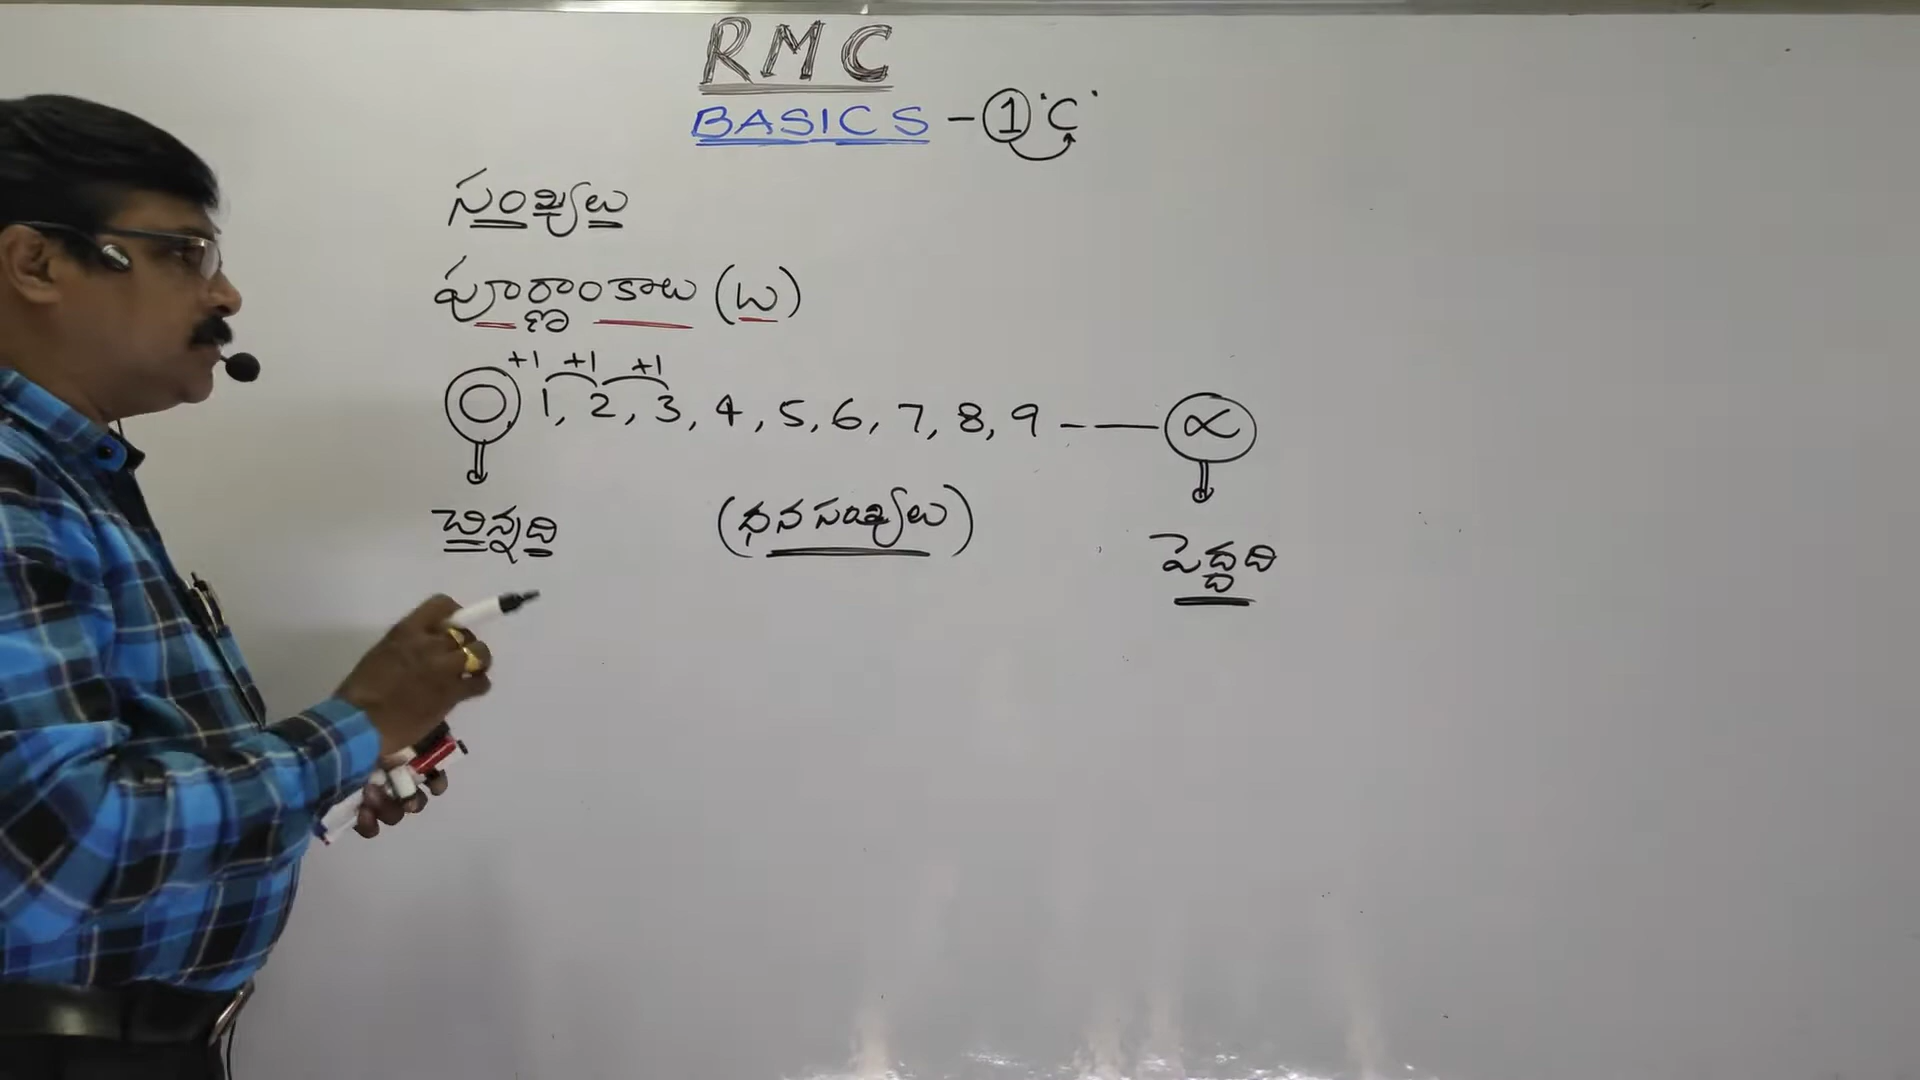 RMC
BASICS - ① 'C'
సంఖ్యలు
పూర్ణాంకాలు (W)
+1 +1 +1
0 1, 2, 3, 4, 5, 6, 7, 8, 9 - — ∝
చిన్నది (ధన సంఖ్యలు) పెద్దది